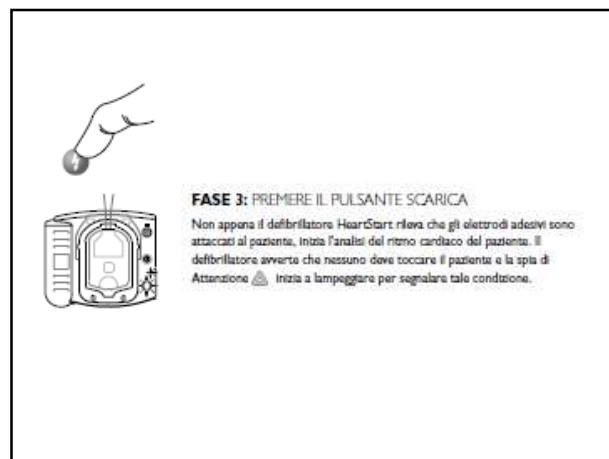 FASE 3: PREMERE IL PULSANTE SCARICA
Non appena il defibrillatore HeartStart rileva che gli elettrodi adesivi sono
attaccati al paziente, inizia l'analisi del ritmo cardiaco del paziente. Il
defibrillatore avverte che nessuno deve toccare il paziente e la spia di
Attenzione inizia a lampeggiare per segnalare tale condizione.